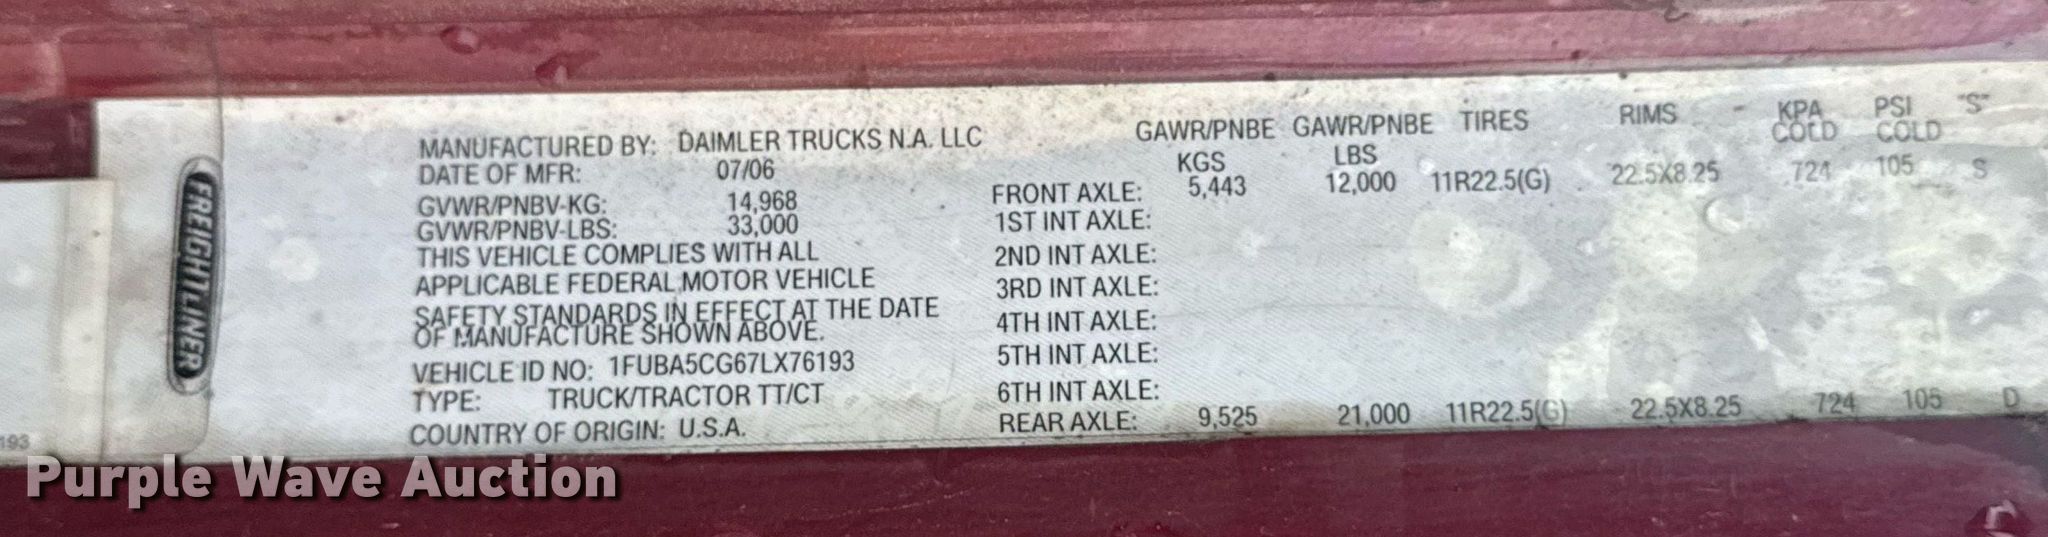 FREIGHTLINER
MANUFACTURED BY: DAIMLER TRUCKS N.A. LLC
DATE OF MFR: 07/06
GVWR/PNBV-KG: 14,968
GVWR/PNBV-LBS: 33,000
THIS VEHICLE COMPLIES WITH ALL
APPLICABLE FEDERAL MOTOR VEHICLE
SAFETY STANDARDS IN EFFECT AT THE DATE
OF MANUFACTURE SHOWN ABOVE.
VEHICLE ID NO: 1FUBA5CG67LX76193
TYPE: TRUCK/TRACTOR TT/CT
COUNTRY OF ORIGIN: U.S.A.
GAWR/PNBE GAWR/PNBE TIRES RIMS - KPA PSI "S"
KGS LBS COLD COLD
FRONT AXLE: 5,443 12,000 11R22.5(G) 22.5X8.25 724 105 S
1ST INT AXLE:
2ND INT AXLE:
3RD INT AXLE:
4TH INT AXLE:
5TH INT AXLE:
6TH INT AXLE:
REAR AXLE: 9,525 21,000 11R22.5(G) 22.5X8.25 724 105 D
193
Purple Wave Auction